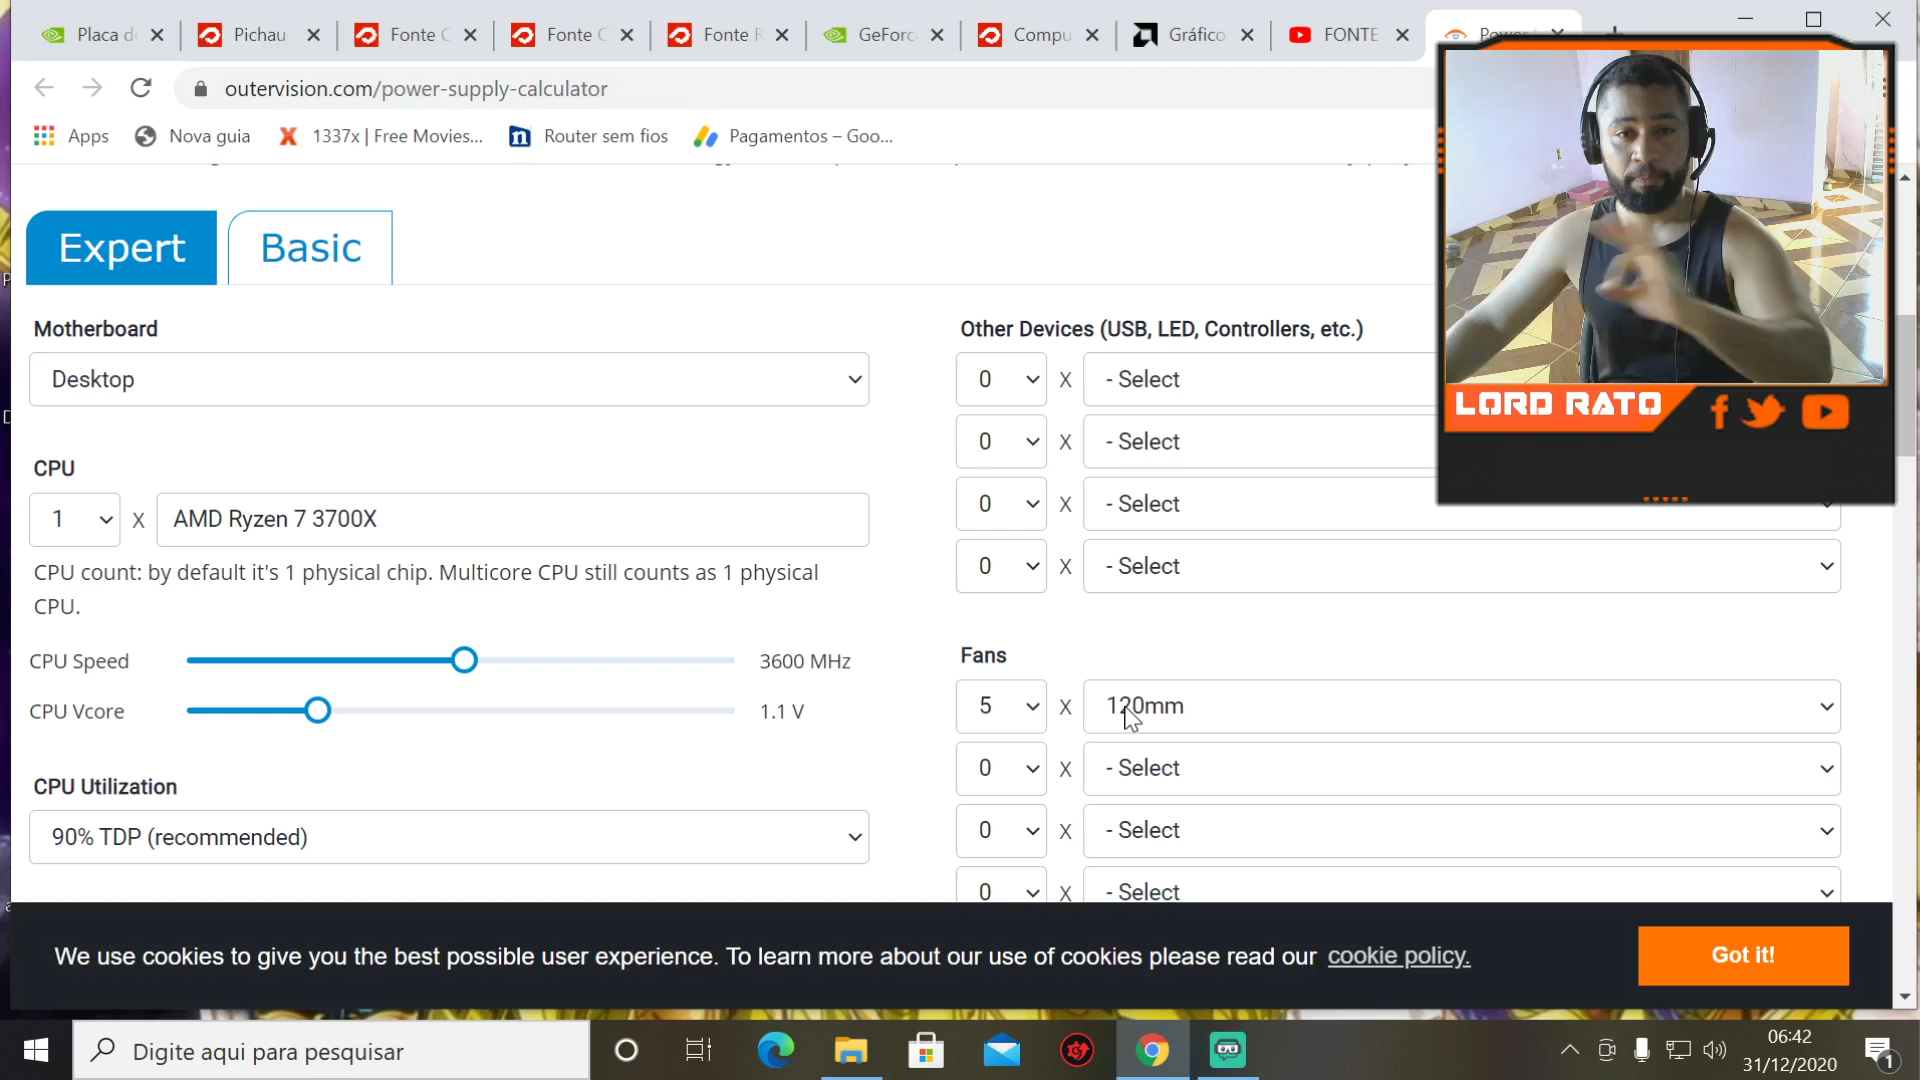 Placa de
Pichau
Fonte C
Fonte C
Fonte R
GeForc
Compu
Gráfico
FONTE
outervision.com/power-supply-calculator
Apps
Nova guia
1337x | Free Movies...
Router sem fios
Pagamentos – Goo...
Expert
Basic
Motherboard
Desktop
CPU
1 X AMD Ryzen 7 3700X
CPU count: by default it's 1 physical chip. Multicore CPU still counts as 1 physical
CPU.
CPU Speed 3600 MHz
CPU Vcore 1.1 V
CPU Utilization
90% TDP (recommended)
Other Devices (USB, LED, Controllers, etc.)
0 X - Select
0 X - Select
0 X - Select
0 X - Select
Fans
5 X 120mm
0 X - Select
0 X - Select
0 X - Select
LORD RATO
We use cookies to give you the best possible user experience. To learn more about our use of cookies please read our cookie policy.
Got it!
Digite aqui para pesquisar
06:42
31/12/2020
1